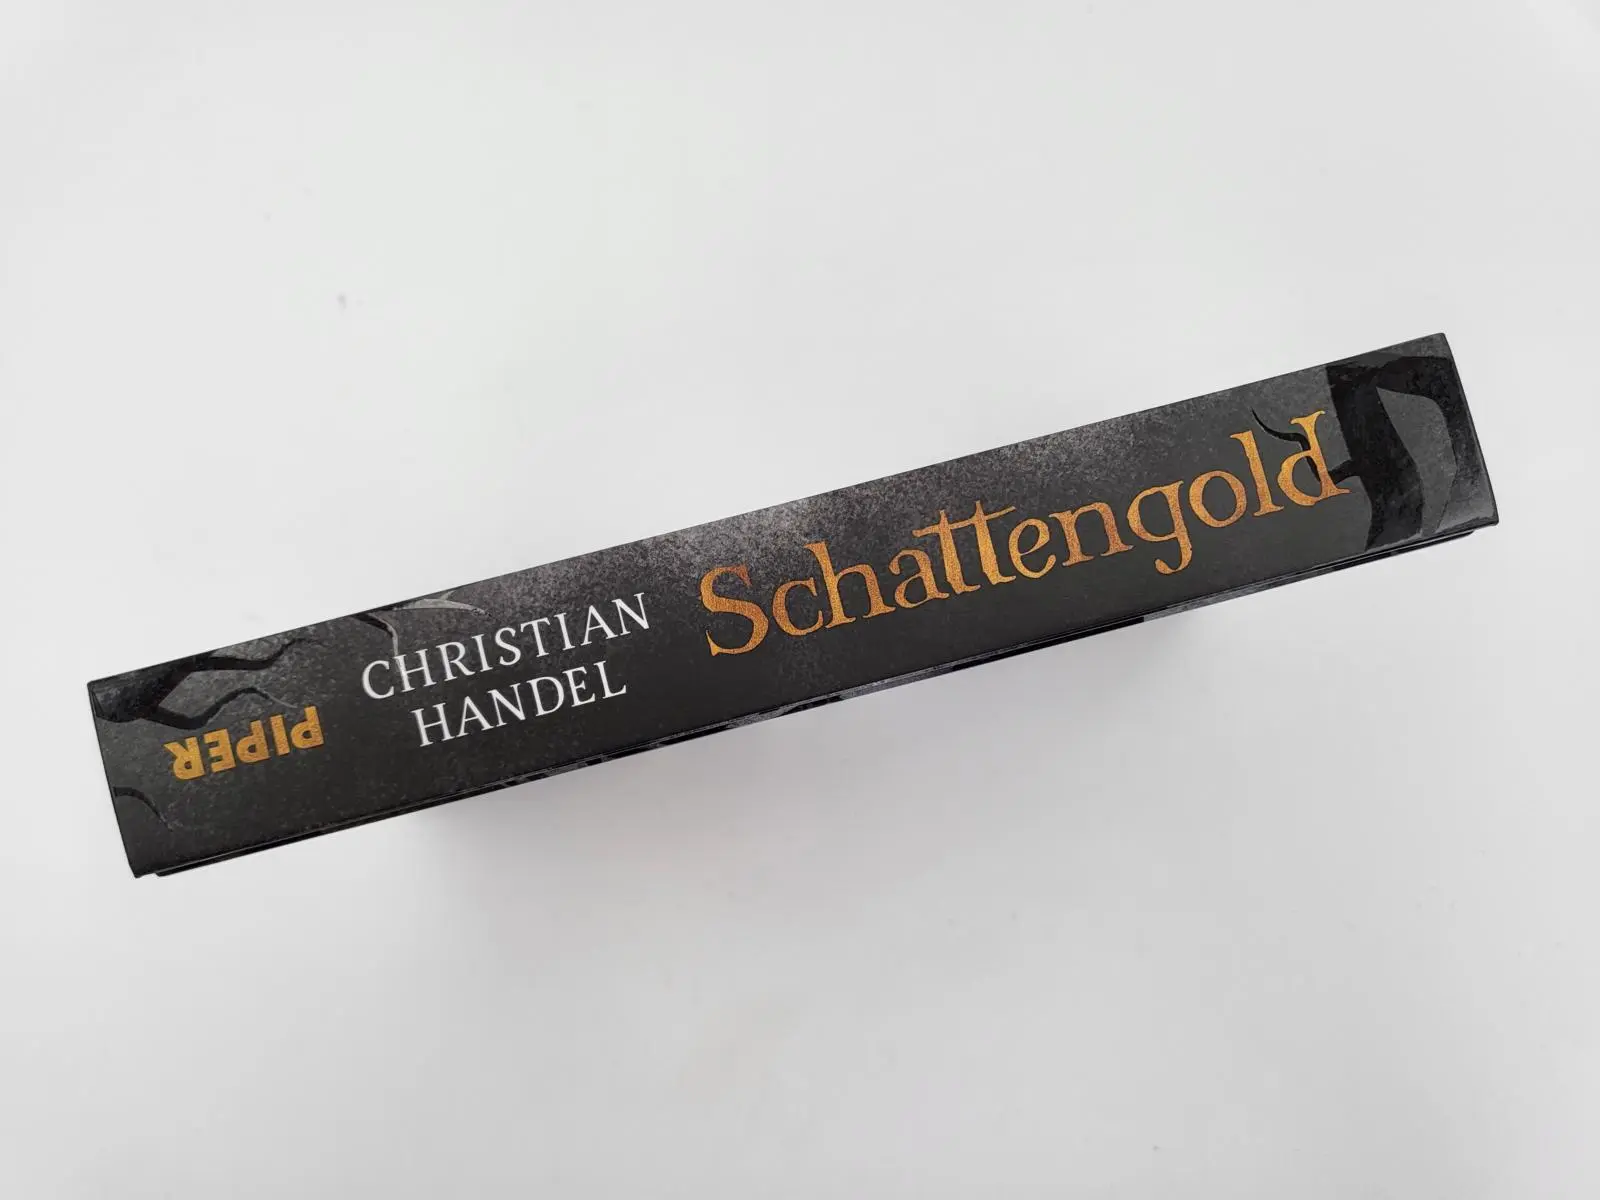 PIPER
CHRISTIAN
HANDEL
Schattengold